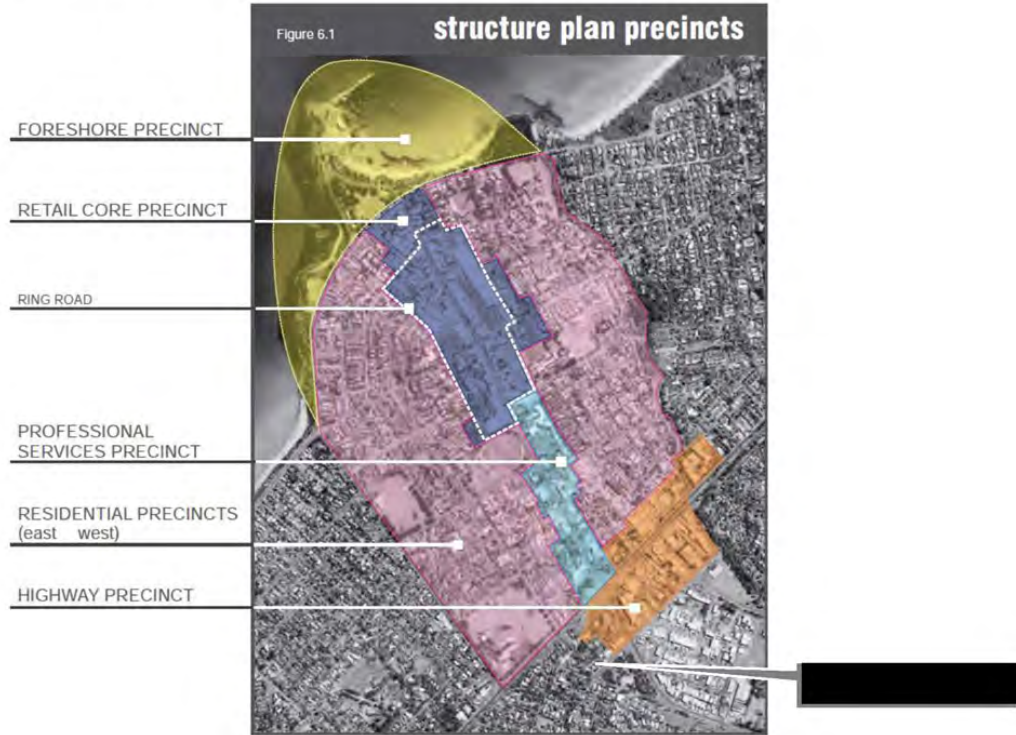 Figure 6.1
structure plan precincts
FORESHORE PRECINCT
RETAIL CORE PRECINCT
RING ROAD
PROFESSIONAL
SERVICES PRECINCT
RESIDENTIAL PRECINCTS
(east west)
HIGHWAY PRECINCT